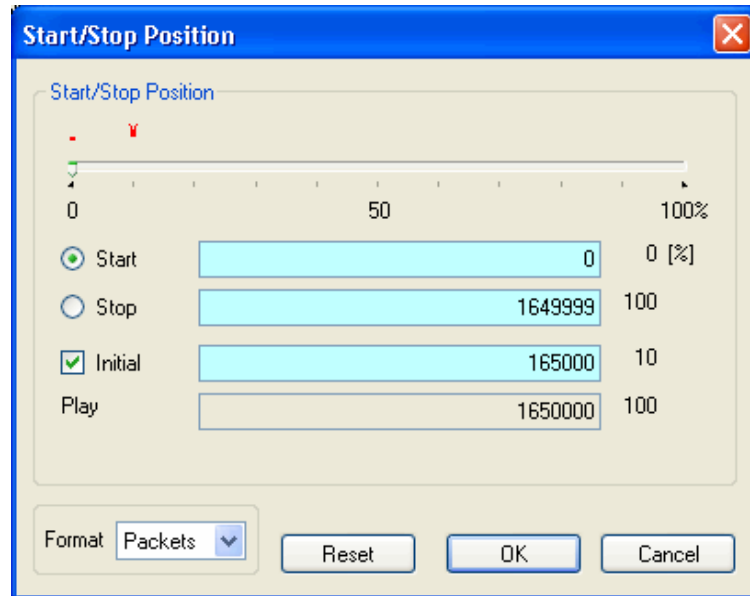 Start/Stop Position
Start/Stop Position
0 50 100%
Start 0 0 [%]
Stop 1649999 100
Initial 165000 10
Play 1650000 100
Format Packets Reset OK Cancel